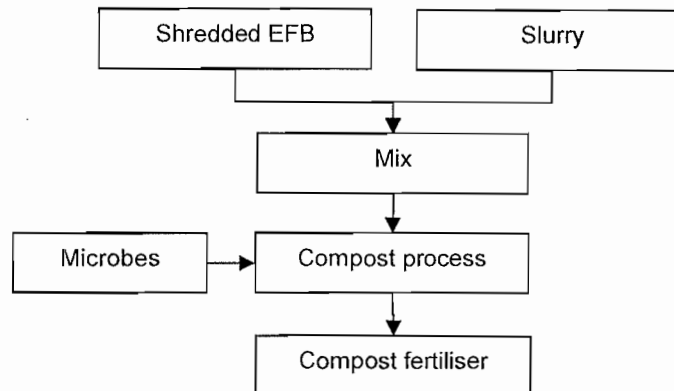 Shredded EFB
Slurry
Mix
Microbes
Compost process
Compost fertiliser